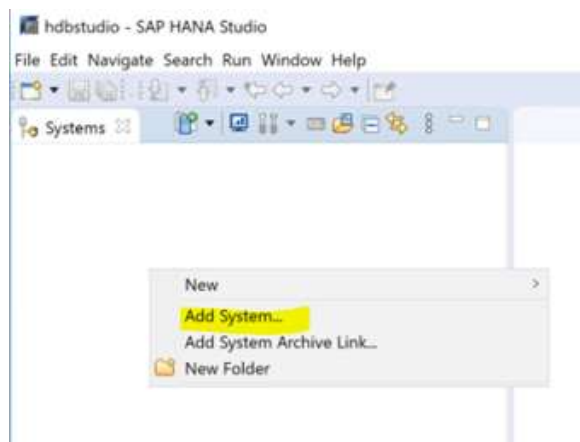 hdbstudio - SAP HANA Studio
File Edit Navigate Search Run Window Help
Systems
New
Add System...
Add System Archive Link...
New Folder